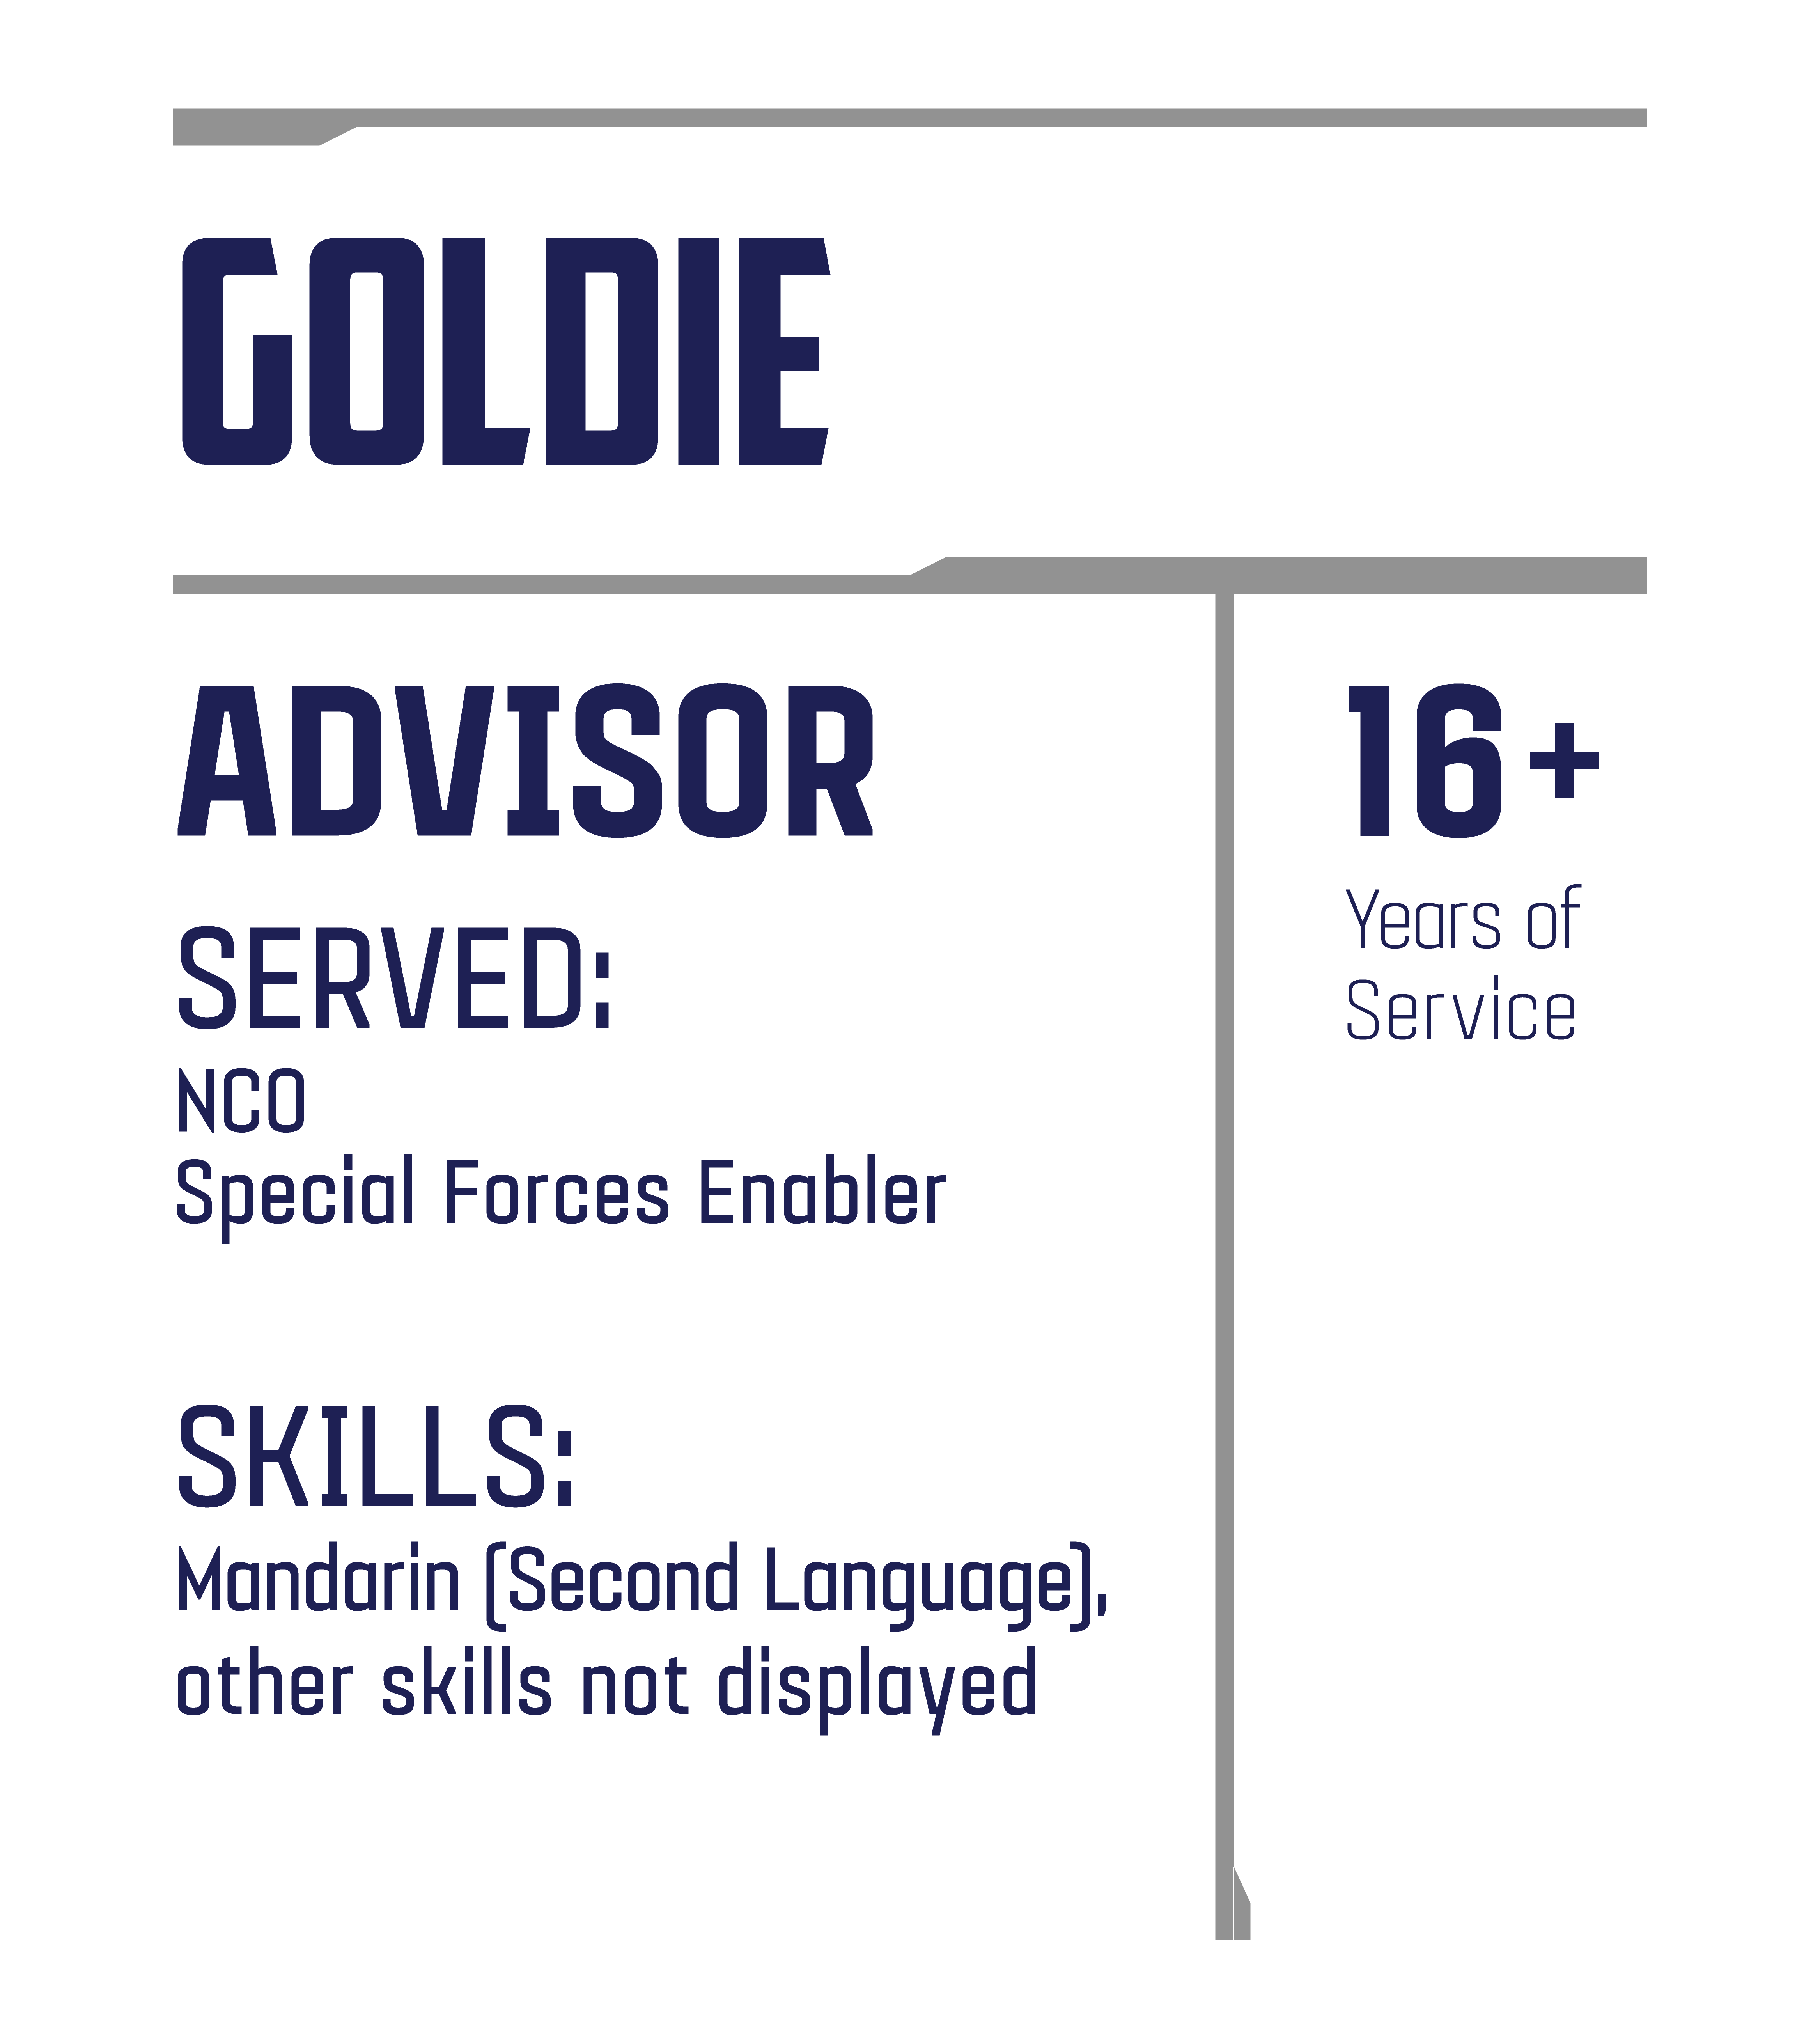 GOLDIE
ADVISOR
SERVED:
NCO
Special Forces Enabler
SKILLS:
Mandarin (Second Language),
other skills not displayed
16+
Years of
Service